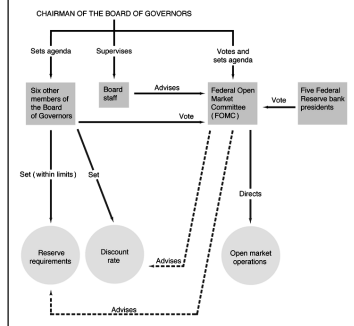 CHAIRMAN OF THE BOARD OF GOVERNORS
Sets agenda
Supervises
Votes and
sets agenda
Six other
members of
the Board
of Governors
Board
staff
Advises
Federal Open
Market
Committee
(FOMC)
Vote
Five Federal
Reserve bank
presidents
Vote
Set (within limits)
Set
Directs
Reserve
requirements
Discount
rate
Advises
Open market
operations
Advises